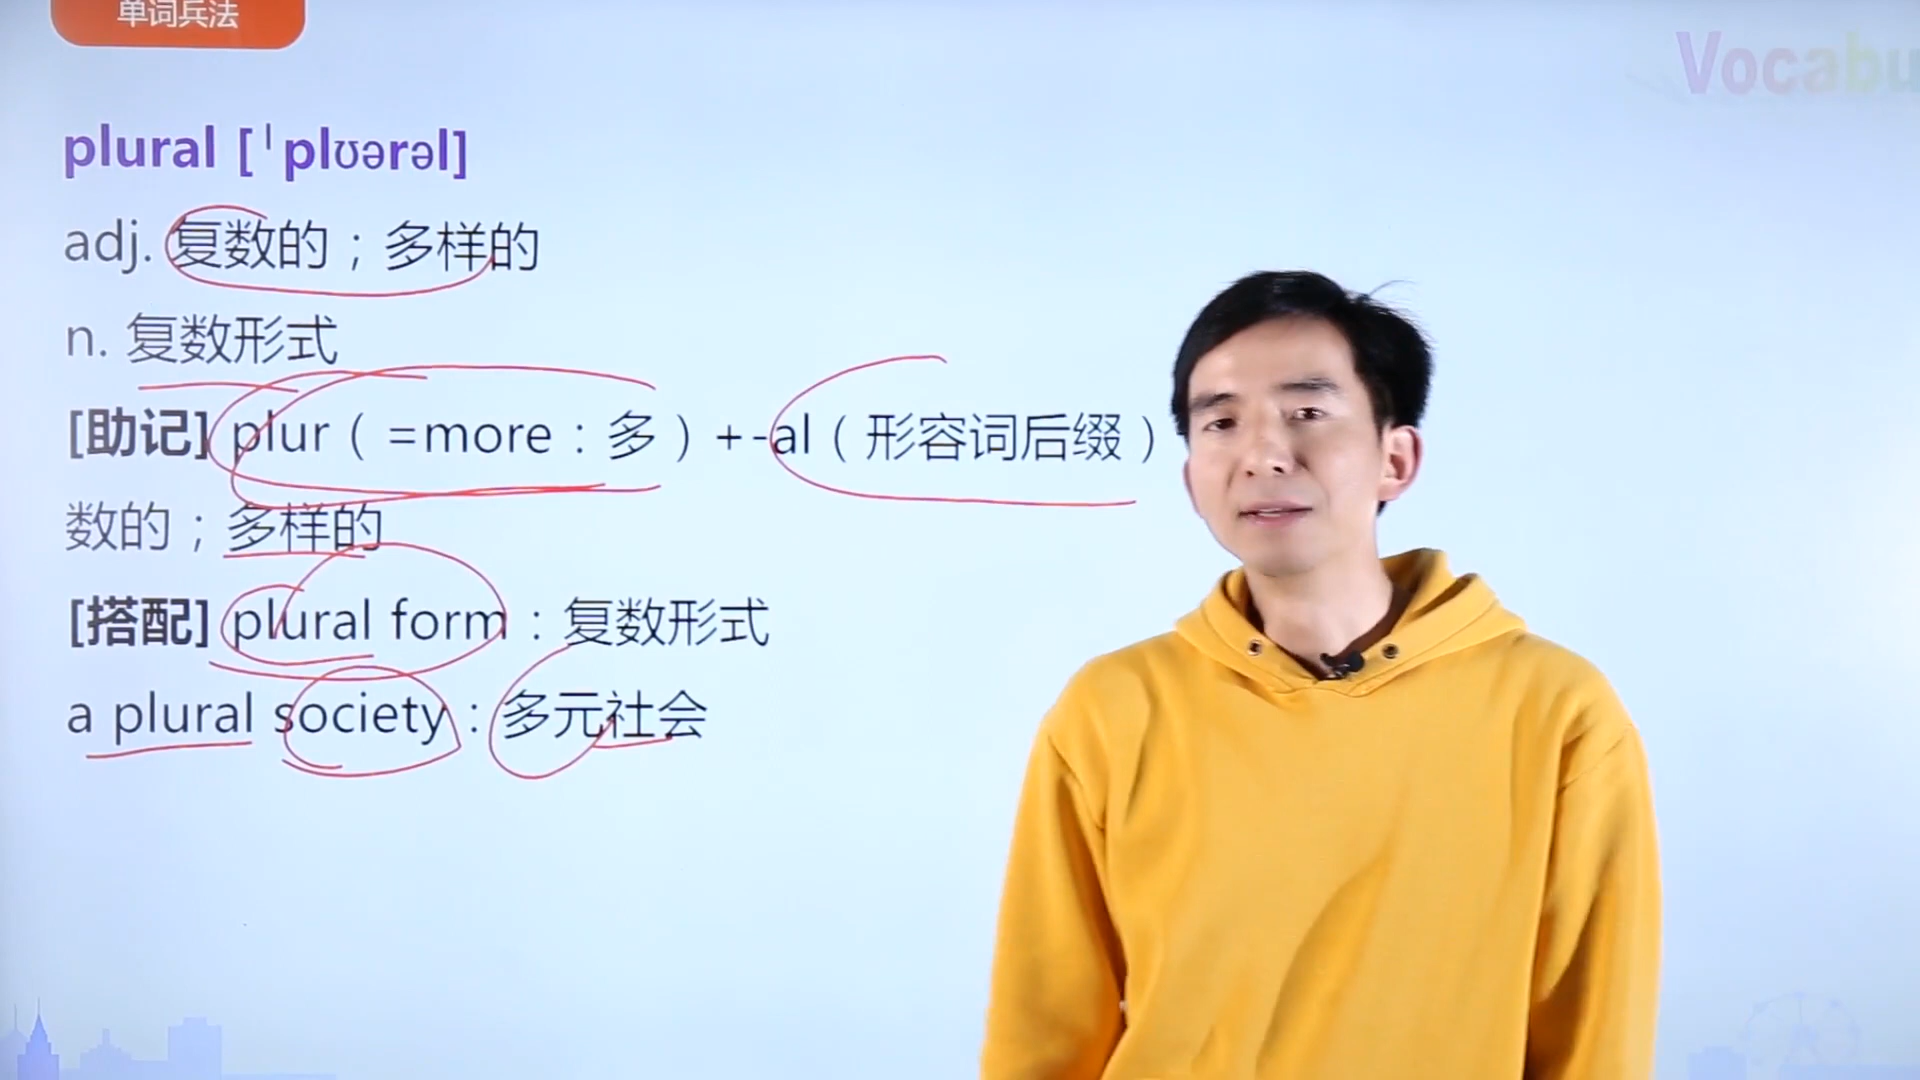 单词兵法
Vocabu
plural [ˈplʊərəl]
adj. 复数的；多样的
n. 复数形式
[助记] plur（=more：多）+-al（形容词后缀）
数的；多样的
[搭配] plural form：复数形式
a plural society：多元社会